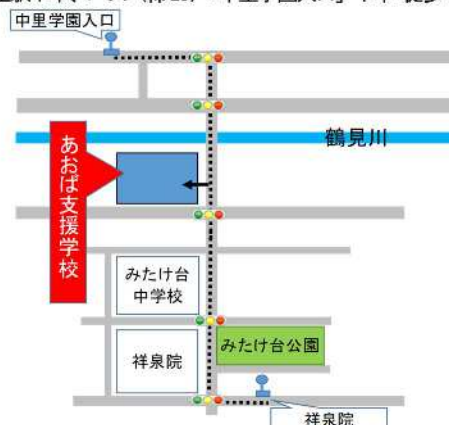 中里学園入口
鶴見川
あおば支援学校
みたけ台
中学校
祥泉院
みたけ台公園
祥泉院